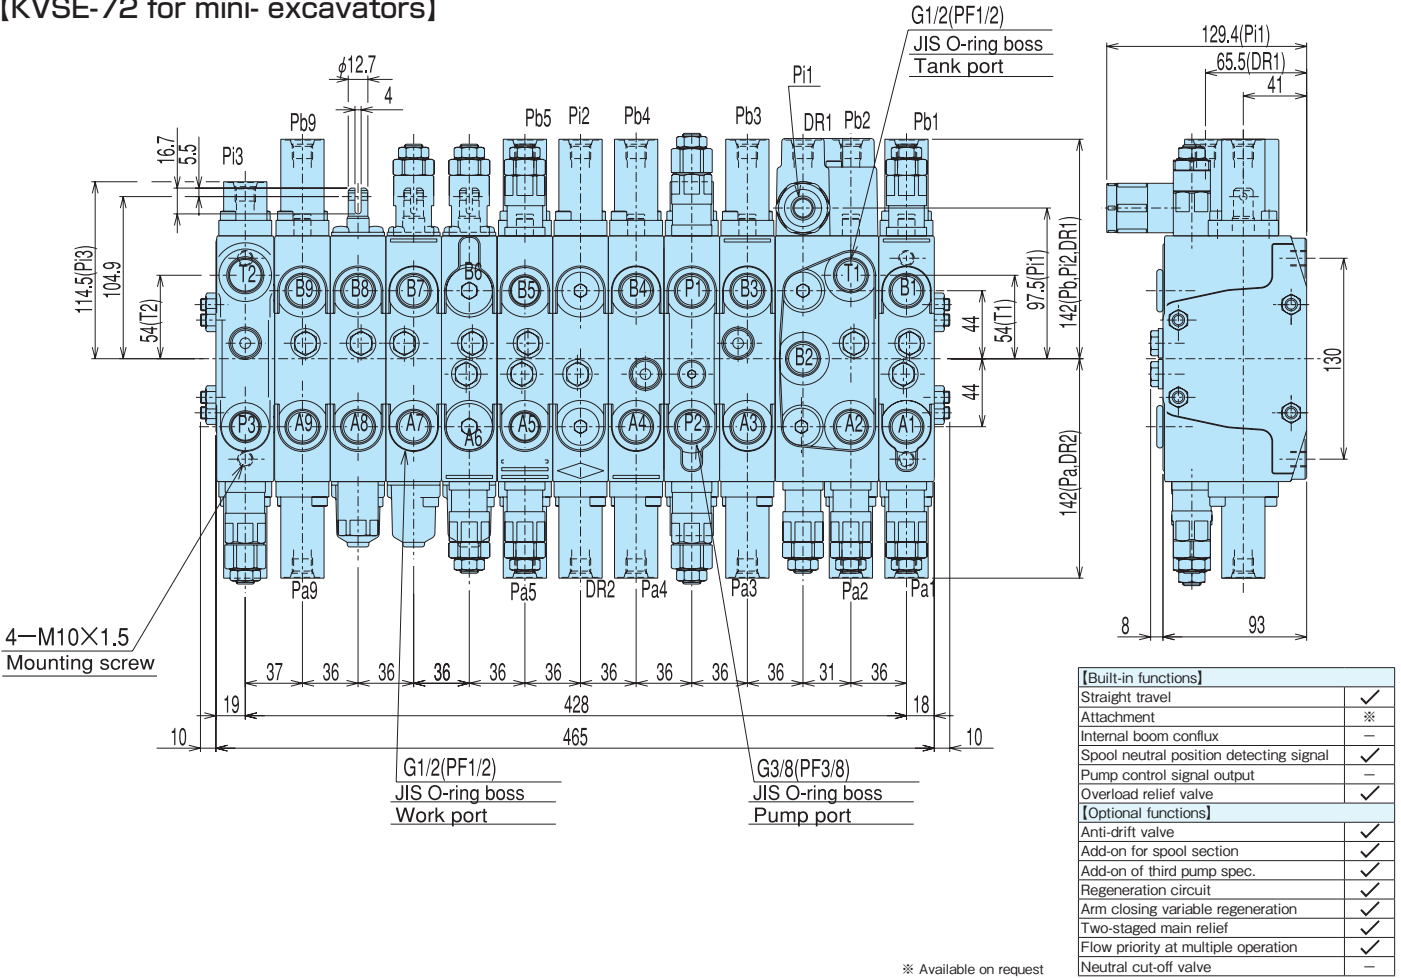 【KVSE-72 for mini- excavators】
G1/2(PF1/2)
JIS O-ring boss
Tank port
129.4(Pi1)
65.5(DR1)
41
φ12.7
4
Pi1
Pb9
Pb5
Pi2
Pb4
Pb3
DR1
Pb2
Pb1
16.7
5.5
Pi3
114.5(Pi3)
104.9
54(T2)
T2
B9
B8
B7
B6
B5
B4
P1
B3
T1
B1
B2
54(T1)
97.5(Pi1)
142(Pb,Pi2,DR1)
44
44
142(Pa,DR2)
130
P3
A9
A8
A7
A6
A5
A4
P2
A3
A2
A1
Pa9
Pa5
DR2
Pa4
Pa3
Pa2
Pa1
8
93
4－M10×1.5
Mounting screw
37
36
36
36
36
36
36
36
36
36
31
36
19
428
18
10
465
10
G1/2(PF1/2)
JIS O-ring boss
Work port
G3/8(PF3/8)
JIS O-ring boss
Pump port
【Built-in functions】
Straight travel ✓
Attachment ※
Internal boom conflux －
Spool neutral position detecting signal ✓
Pump control signal output －
Overload relief valve ✓
【Optional functions】
Anti-drift valve ✓
Add-on for spool section ✓
Add-on of third pump spec. ✓
Regeneration circuit ✓
Arm closing variable regeneration ✓
Two-staged main relief ✓
Flow priority at multiple operation ✓
Neutral cut-off valve －
※ Available on request